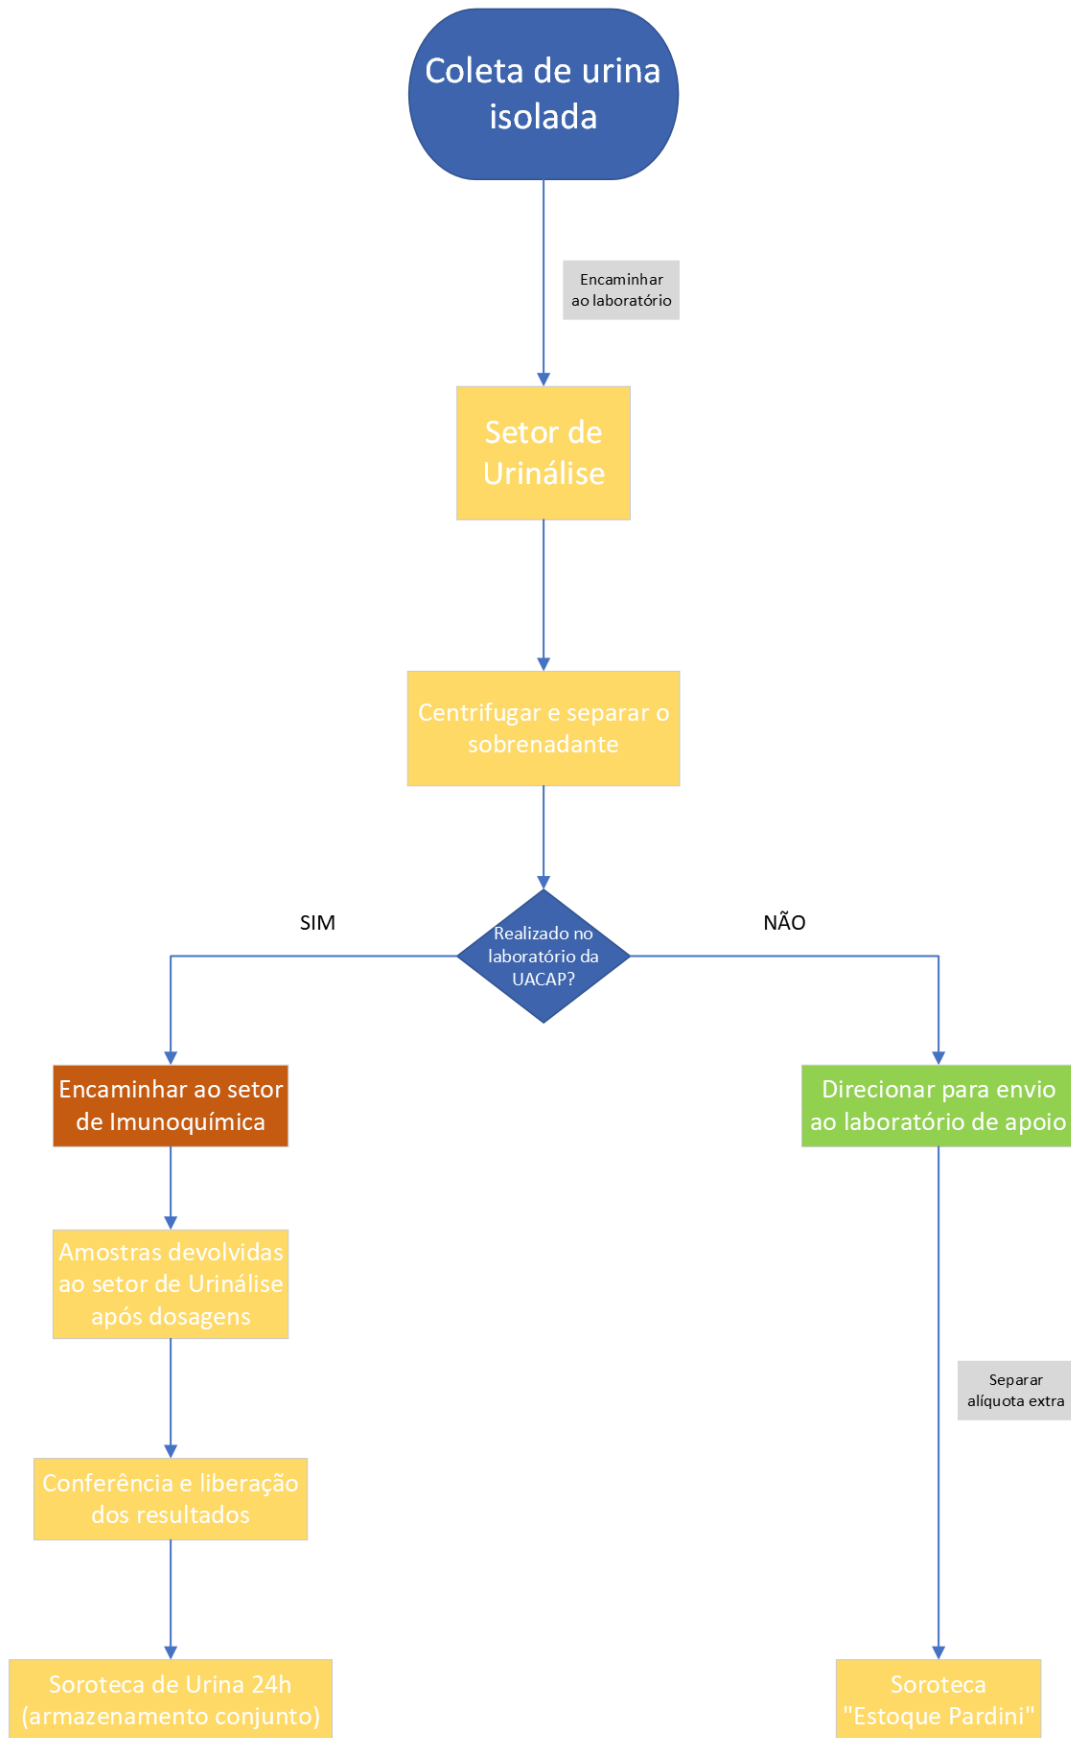 Coleta de urina
isolada
Encaminhar
ao laboratório
Setor de
Urinálise
Centrifugar e separar o
sobrenadante
Realizado no
laboratório da
UACAP?
SIM
NÃO
Encaminhar ao setor
de Imunoquímica
Amostras devolvidas
ao setor de Urinálise
após dosagens
Conferência e liberação
dos resultados
Soroteca de Urina 24h
(armazenamento conjunto)
Direcionar para envio
ao laboratório de apoio
Separar
alíquota extra
Soroteca
"Estoque Pardini"